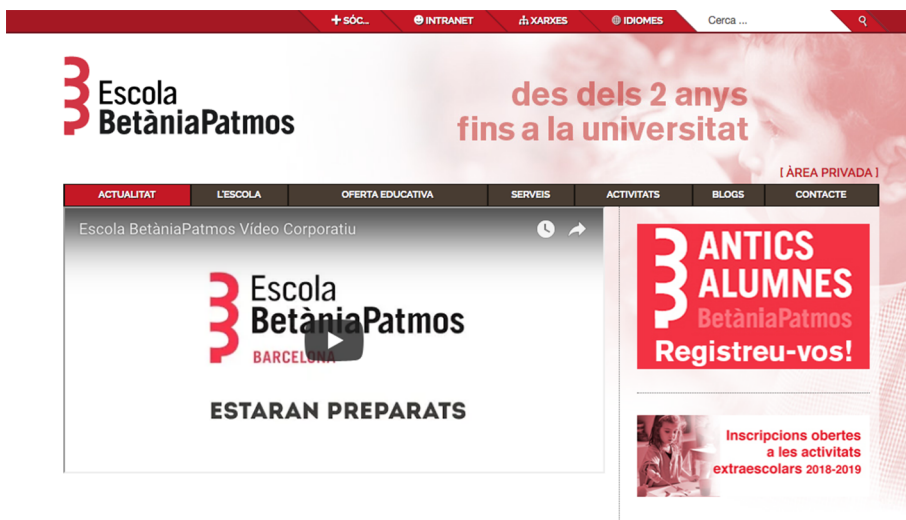 SÓC...
INTRANET
XARXES
IDIOMES
Cerca ...
Escola
BetàniaPatmos
des dels 2 anys
fins a la universitat
[ ÀREA PRIVADA ]
ACTUALITAT
L'ESCOLA
OFERTA EDUCATIVA
SERVEIS
ACTIVITATS
BLOGS
CONTACTE
Escola BetàniaPatmos Vídeo Corporatiu
Escola
BetàniaPatmos
BARCELONA
ESTARAN PREPARATS
ANTICS
ALUMNES
BetàniaPatmos
Registreu-vos!
Inscripcions obertes
a les activitats
extraescolars 2018-2019